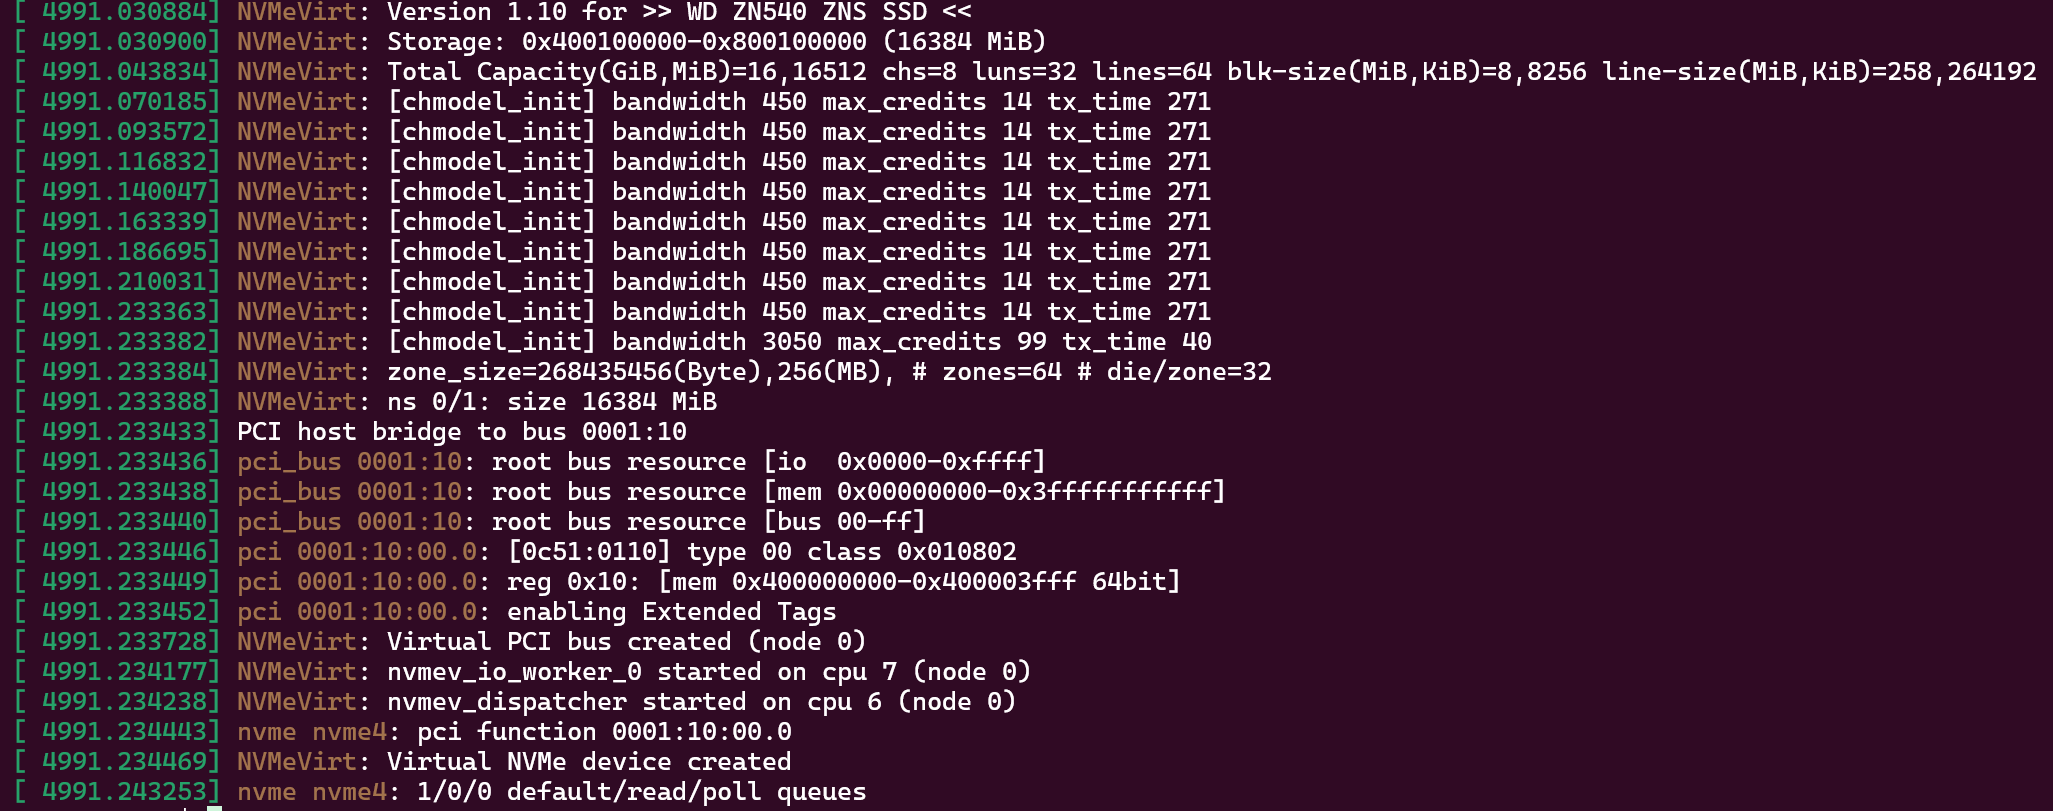 [ 4991.030884] NVMeVirt: Version 1.10 for >> WD ZN540 ZNS SSD <<
[ 4991.030900] NVMeVirt: Storage: 0x400100000-0x800100000 (16384 MiB)
[ 4991.043834] NVMeVirt: Total Capacity(GiB,MiB)=16,16512 chs=8 luns=32 lines=64 blk-size(MiB,KiB)=8,8256 line-size(MiB,KiB)=258,264192
[ 4991.070185] NVMeVirt: [chmodel_init] bandwidth 450 max_credits 14 tx_time 271
[ 4991.093572] NVMeVirt: [chmodel_init] bandwidth 450 max_credits 14 tx_time 271
[ 4991.116832] NVMeVirt: [chmodel_init] bandwidth 450 max_credits 14 tx_time 271
[ 4991.140047] NVMeVirt: [chmodel_init] bandwidth 450 max_credits 14 tx_time 271
[ 4991.163339] NVMeVirt: [chmodel_init] bandwidth 450 max_credits 14 tx_time 271
[ 4991.186695] NVMeVirt: [chmodel_init] bandwidth 450 max_credits 14 tx_time 271
[ 4991.210031] NVMeVirt: [chmodel_init] bandwidth 450 max_credits 14 tx_time 271
[ 4991.233363] NVMeVirt: [chmodel_init] bandwidth 450 max_credits 14 tx_time 271
[ 4991.233382] NVMeVirt: [chmodel_init] bandwidth 3050 max_credits 99 tx_time 40
[ 4991.233384] NVMeVirt: zone_size=268435456(Byte),256(MB), # zones=64 # die/zone=32
[ 4991.233388] NVMeVirt: ns 0/1: size 16384 MiB
[ 4991.233433] PCI host bridge to bus 0001:10
[ 4991.233436] pci_bus 0001:10: root bus resource [io  0x0000-0xffff]
[ 4991.233438] pci_bus 0001:10: root bus resource [mem 0x00000000-0x3fffffffffff]
[ 4991.233440] pci_bus 0001:10: root bus resource [bus 00-ff]
[ 4991.233446] pci 0001:10:00.0: [0c51:0110] type 00 class 0x010802
[ 4991.233449] pci 0001:10:00.0: reg 0x10: [mem 0x400000000-0x400003fff 64bit]
[ 4991.233452] pci 0001:10:00.0: enabling Extended Tags
[ 4991.233728] NVMeVirt: Virtual PCI bus created (node 0)
[ 4991.234177] NVMeVirt: nvmev_io_worker_0 started on cpu 7 (node 0)
[ 4991.234238] NVMeVirt: nvmev_dispatcher started on cpu 6 (node 0)
[ 4991.234443] nvme nvme4: pci function 0001:10:00.0
[ 4991.234469] NVMeVirt: Virtual NVMe device created
[ 4991.243253] nvme nvme4: 1/0/0 default/read/poll queues